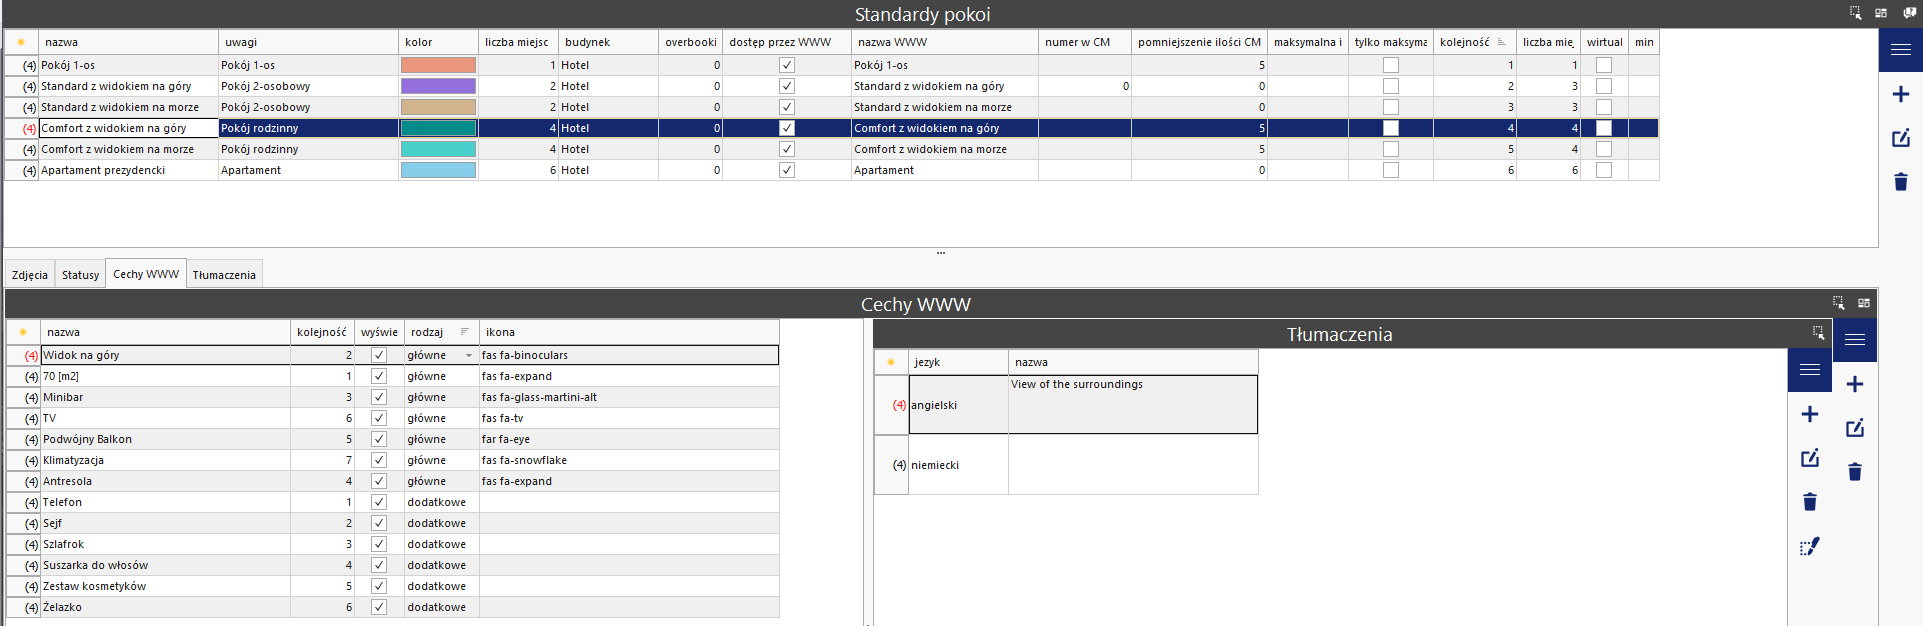 Standardy pokoi
nazwa uwagi kolor liczba miejsc budynek overbooki dostęp przez WWW nazwa WWW numer w CM pomniejszenie ilości CM maksymalna i tylko maksyma kolejność liczba mie wirtual min
(4) Pokój 1-os Pokój 1-os 1 Hotel 0 Pokój 1-os 5 1 1
(4) Standard z widokiem na góry Pokój 2-osobowy 2 Hotel 0 Standard z widokiem na góry 0 2 3
(4) Standard z widokiem na morze Pokój 2-osobowy 2 Hotel 0 Standard z widokiem na morze 0 3 3
(4) Comfort z widokiem na góry Pokój rodzinny 4 Hotel 0 Comfort z widokiem na góry 5 4 4
(4) Comfort z widokiem na morze Pokój rodzinny 4 Hotel 0 Comfort z widokiem na morze 5 5 4
(4) Apartament prezydencki Apartament 6 Hotel 0 Apartament 0 6 6
Zdjęcia Statusy Cechy WWW Tłumaczenia
Cechy WWW
nazwa kolejność wyświe rodzaj ikona
(4) Widok na góry 2 główne fas fa-binoculars
(4) 70 [m2] 1 główne fas fa-expand
(4) Minibar 3 główne fas fa-glass-martini-alt
(4) TV 6 główne fas fa-tv
(4) Podwójny Balkon 5 główne far fa-eye
(4) Klimatyzacja 7 główne fas fa-snowflake
(4) Antresola 4 główne fas fa-expand
(4) Telefon 1 dodatkowe
(4) Sejf 2 dodatkowe
(4) Szlafrok 3 dodatkowe
(4) Suszarka do włosów 4 dodatkowe
(4) Zestaw kosmetyków 5 dodatkowe
(4) Żelazko 6 dodatkowe
Tłumaczenia
jezyk nazwa
(4) angielski View of the surroundings
(4) niemiecki